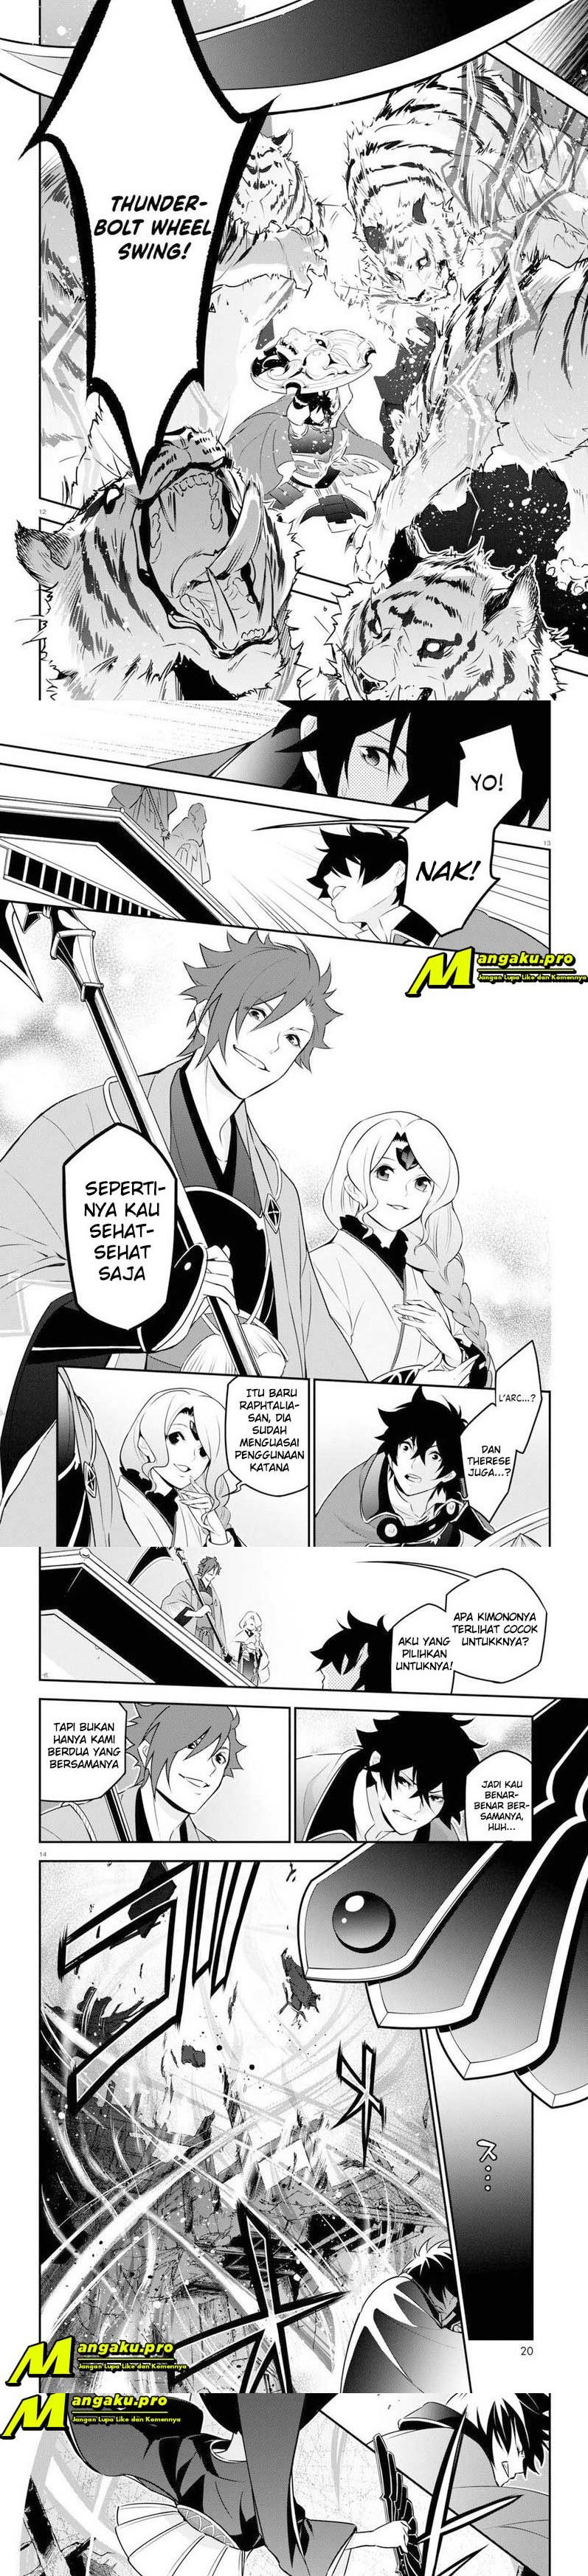 THUNDER-
BOLT WHEEL
SWING!
12
YO!
NAK!
13
Mangaku.pro
Jangan Lupa Like dan Komennya
SEPERTI-
NYA KAU
SEHAT-
SEHAT
SAJA
L'ARC...?
DAN
THERESE
JUGA...?
ITU BARU
RAPHTALIA-
SAN, DIA
SUDAH
MENGUASAI
PENGGUNAAN
KATANA
APA KIMONONYA
TERLIHAT COCOK
UNTUKKNYA?
AKU YANG
PILIHKAN
UNTUKNYA!
JADI KAU
BENAR-
BENAR BER-
SAMANYA,
HUH...
TAPI BUKAN
HANYA KAMI
BERDUA YANG
BERSAMANYA
14
ス…
20
Mangaku.pro
Jangan Lupa Like dan Komennya
Mangaku.pro
Jangan Lupa Like dan Komennya